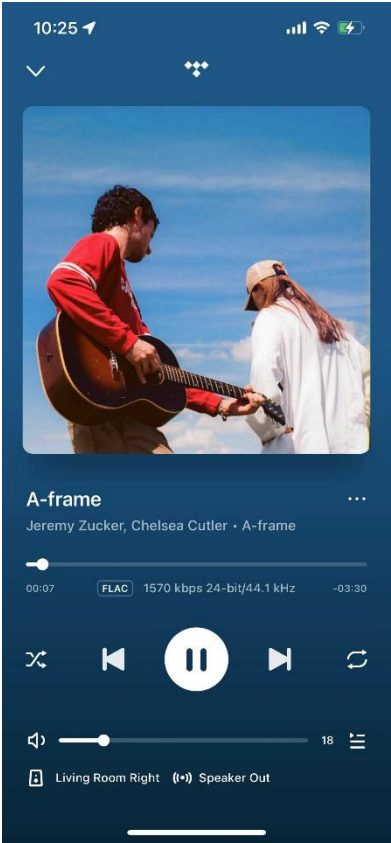 10:25
A-frame
Jeremy Zucker, Chelsea Cutler • A-frame
00:07 FLAC 1570 kbps 24-bit/44.1 kHz -03:30
18
Living Room Right Speaker Out